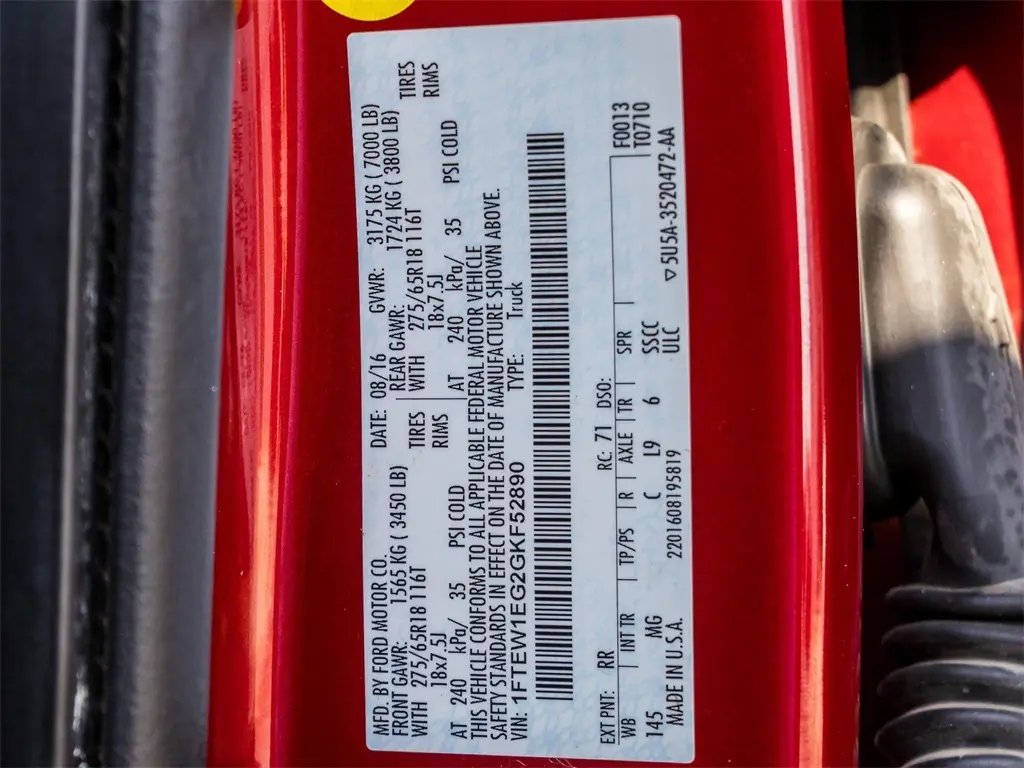 MFD. BY FORD MOTOR CO. DATE: 08/16 GVWR: 3175 KG ( 7000 LB)
FRONT GAWR: 1565 KG ( 3450 LB) REAR GAWR: 1724 KG ( 3800 LB)
WITH 275/65R18 116T TIRES WITH 275/65R18 116T TIRES
18x7.5J RIMS 18x7.5J RIMS
AT 240 kPa/ 35 PSI COLD AT 240 kPa/ 35 PSI COLD
THIS VEHICLE CONFORMS TO ALL APPLICABLE FEDERAL MOTOR VEHICLE
SAFETY STANDARDS IN EFFECT ON THE DATE OF MANUFACTURE SHOWN ABOVE.
VIN: 1FTEW1EG2GKF52890 TYPE: Truck
EXT PNT: RR RC: 71 DSO: F0013
WB INT TR TP/PS R AXLE TR SPR T0710
145 MG C L9 6 SSCC
MADE IN U.S.A. 2201608195819 ULC ▽5U5A-3520472-AA